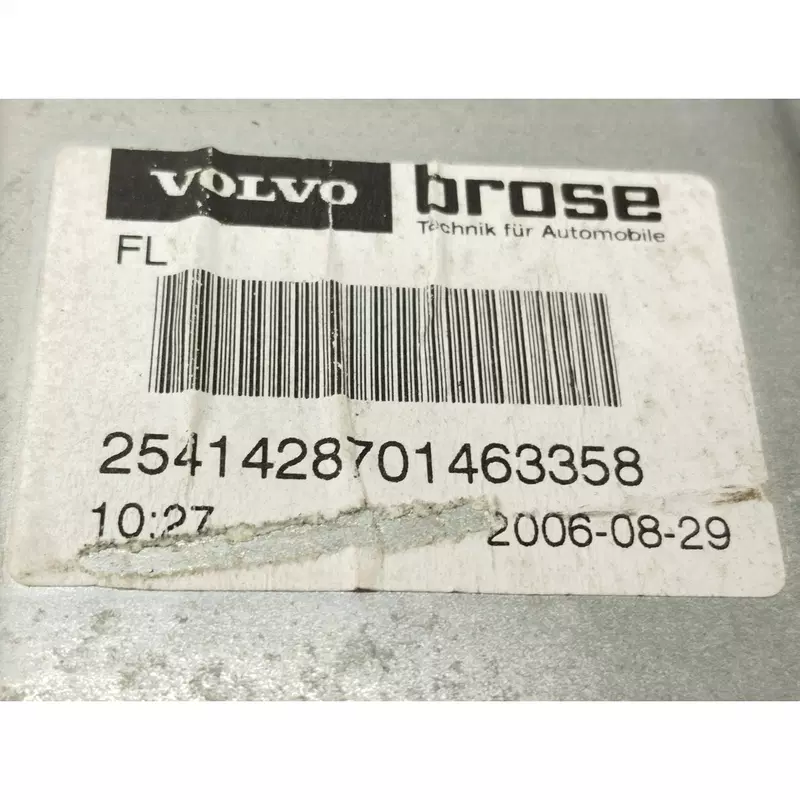 VOLVO brose
Technik für Automobile
FL
2541428701463358
10:27 2006-08-29